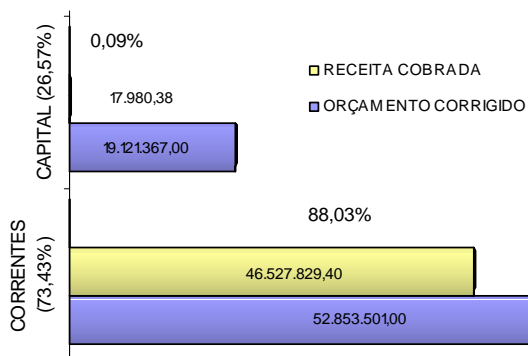 CAPITAL (26,57%)
0,09%
17.980,38
19.121.367,00
RECEITA COBRADA
ORÇAMENTO CORRIGIDO
CORRENTES
(73,43%)
88,03%
46.527.829,40
52.853.501,00